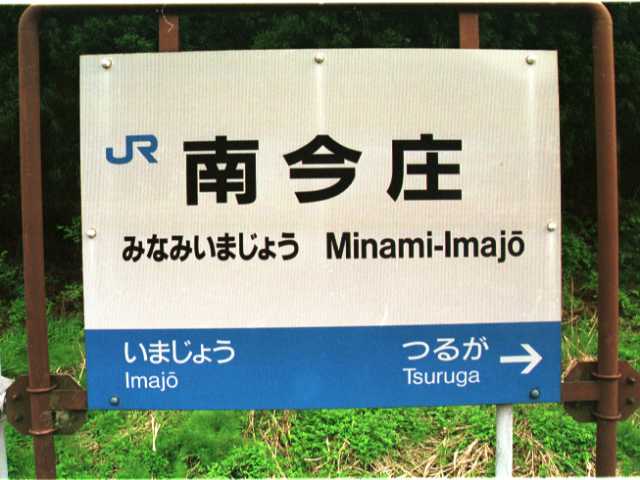 JR 南今庄
みなみいまじょう Minami-Imajō
いまじょう つるが →
Imajō Tsuruga